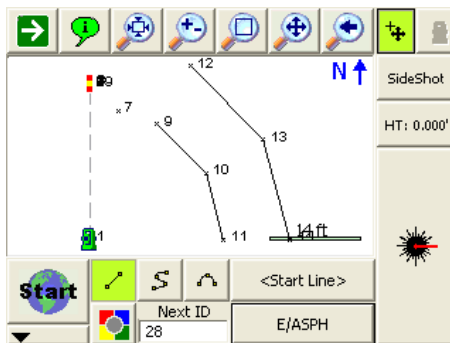 N
12
SideShot
9
7
9
13
HT: 0.000'
10
1
11
14 ft
Start
<Start Line>
Next ID
28
E/ASPH